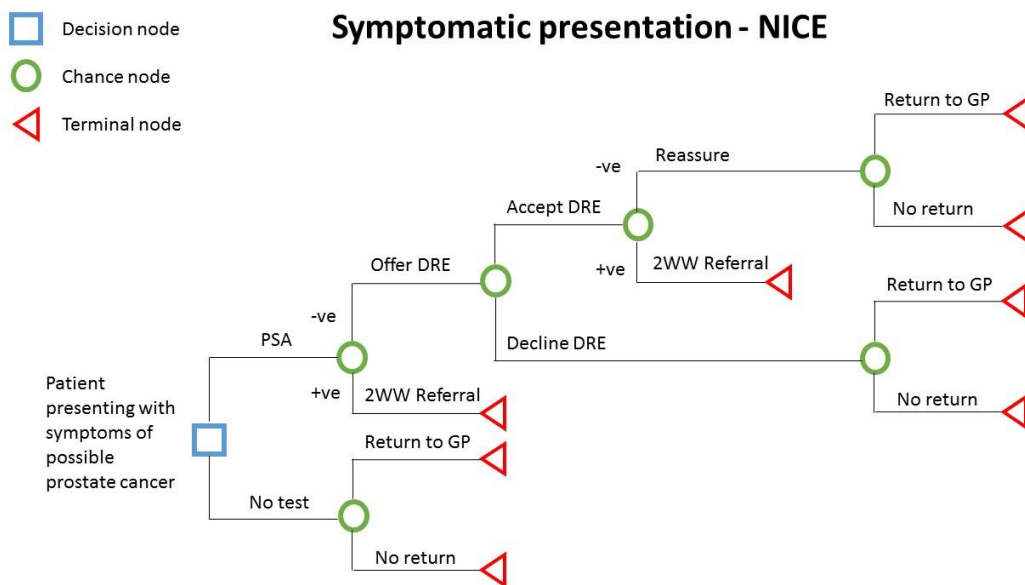 Symptomatic presentation - NICE
Decision node
Chance node
Terminal node
Return to GP
-ve
Reassure
No return
Accept DRE
+ve
2WW Referral
Offer DRE
Return to GP
-ve
Decline DRE
PSA
No return
+ve
2WW Referral
Patient
presenting with
symptoms of
possible
prostate cancer
Return to GP
No test
No return